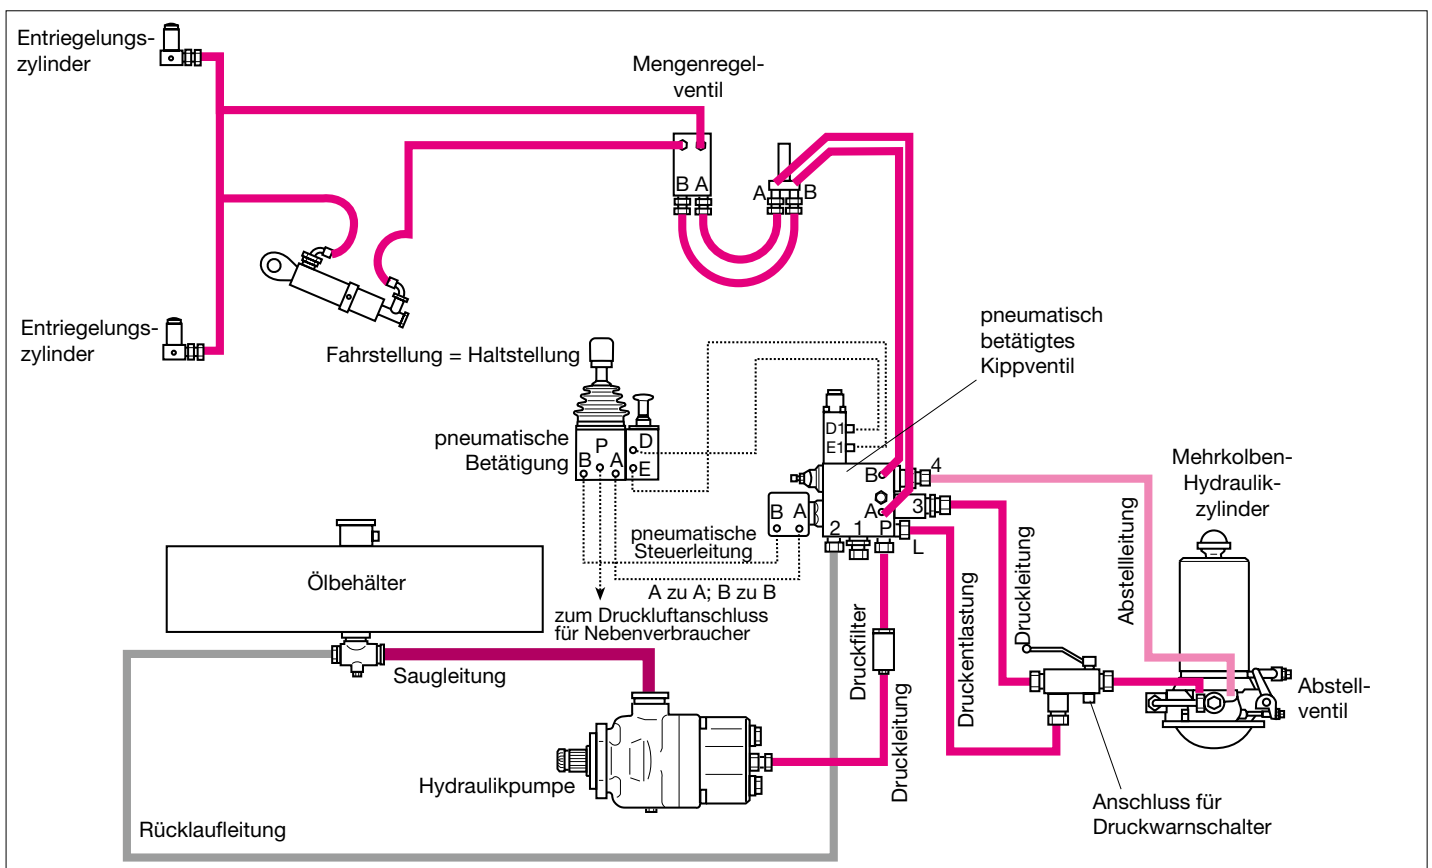 Entriegelungs-
zylinder
Mengenregel-
ventil
B A
A B
Entriegelungs-
zylinder
Fahrstellung = Haltstellung
pneumatisch
betätigtes
Kippventil
pneumatische
Betätigung
P
B A
D
E
D1
E1
B
4
A
3
B A
2 1 P
L
Mehrkolben-
Hydraulik-
zylinder
pneumatische
Steuerleitung
A zu A; B zu B
zum Druckluftanschluss
für Nebenverbraucher
Ölbehälter
Saugleitung
Hydraulikpumpe
Rücklaufleitung
Druckfilter
Druckleitung
Druckentlastung
Druckleitung
Abstellleitung
Abstell-
ventil
Anschluss für
Druckwarnschalter